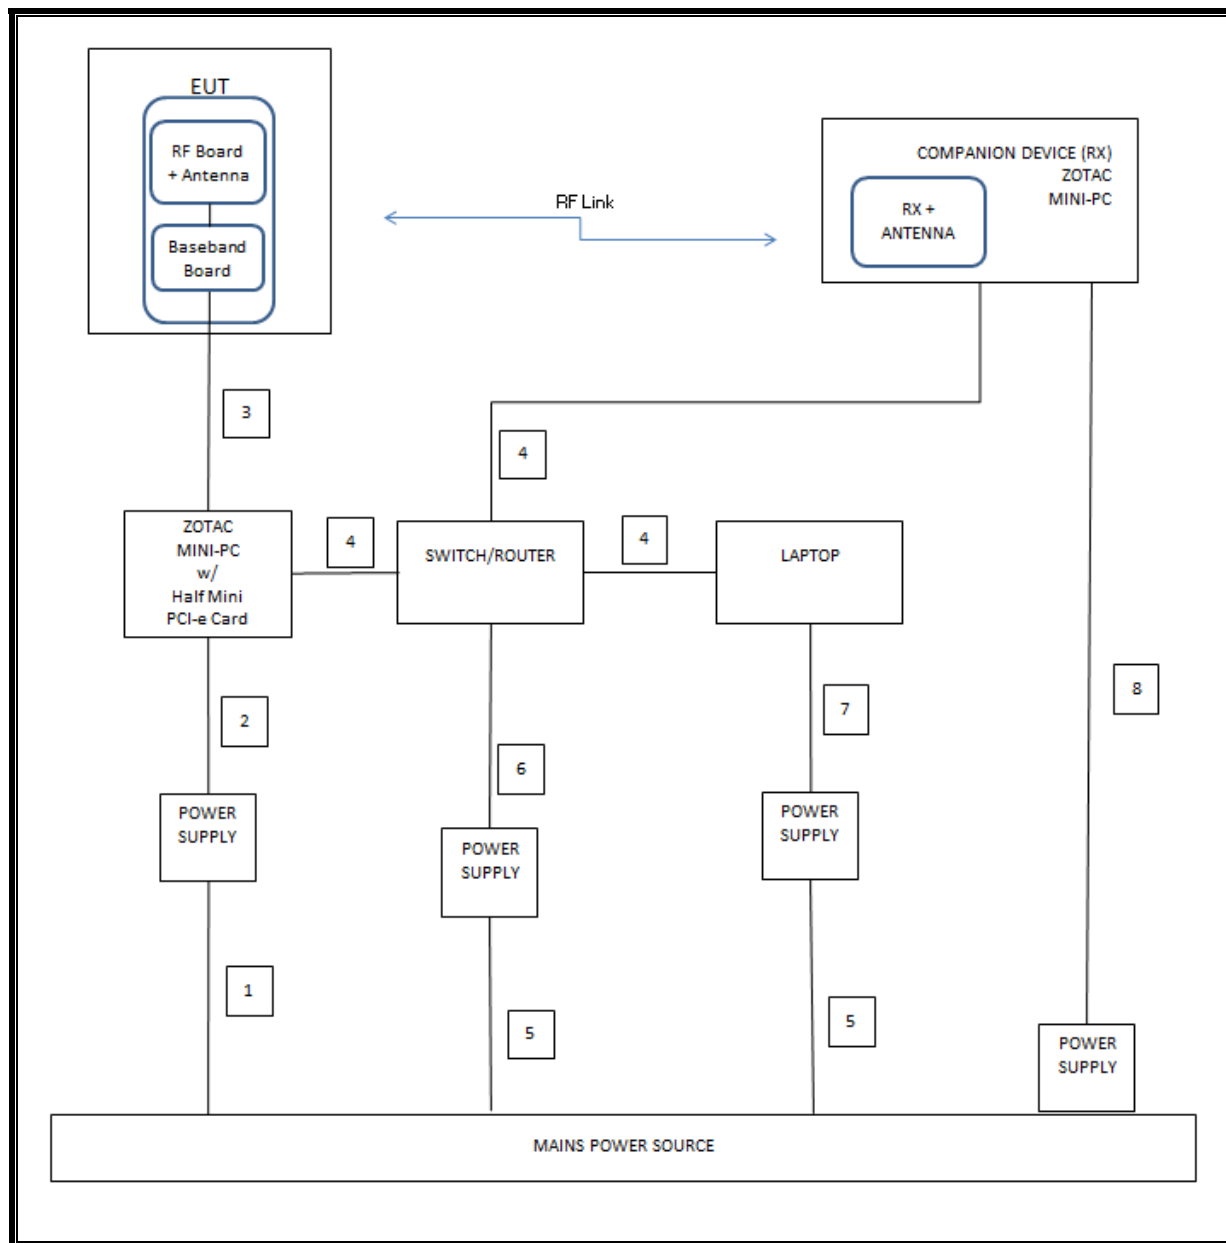 EUT
RF Board
+ Antenna
Baseband
Board
RF Link
COMPANION DEVICE (RX)
ZOTAC
MINI-PC
RX +
ANTENNA
3
4
ZOTAC
MINI-PC
w/
Half Mini
PCI-e Card
4
SWITCH/ROUTER
4
LAPTOP
2
6
7
8
POWER
SUPPLY
POWER
SUPPLY
POWER
SUPPLY
1
5
5
POWER
SUPPLY
MAINS POWER SOURCE